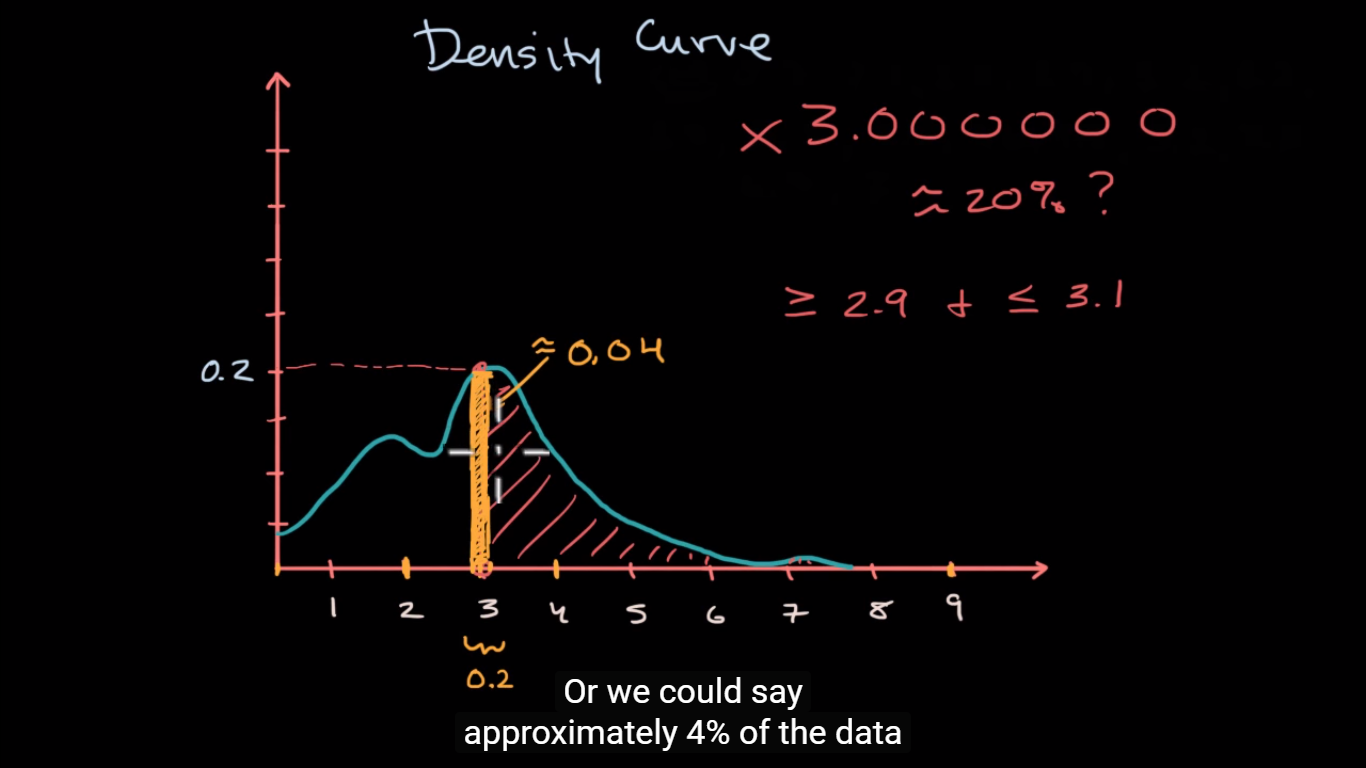 Density Curve
× 3.000000
≈ 20% ?
≥ 2.9 + ≤ 3.1
≈ 0.04
0.2
1 2 3 4 5 6 7 8 9
0.2
Or we could say
approximately 4% of the data